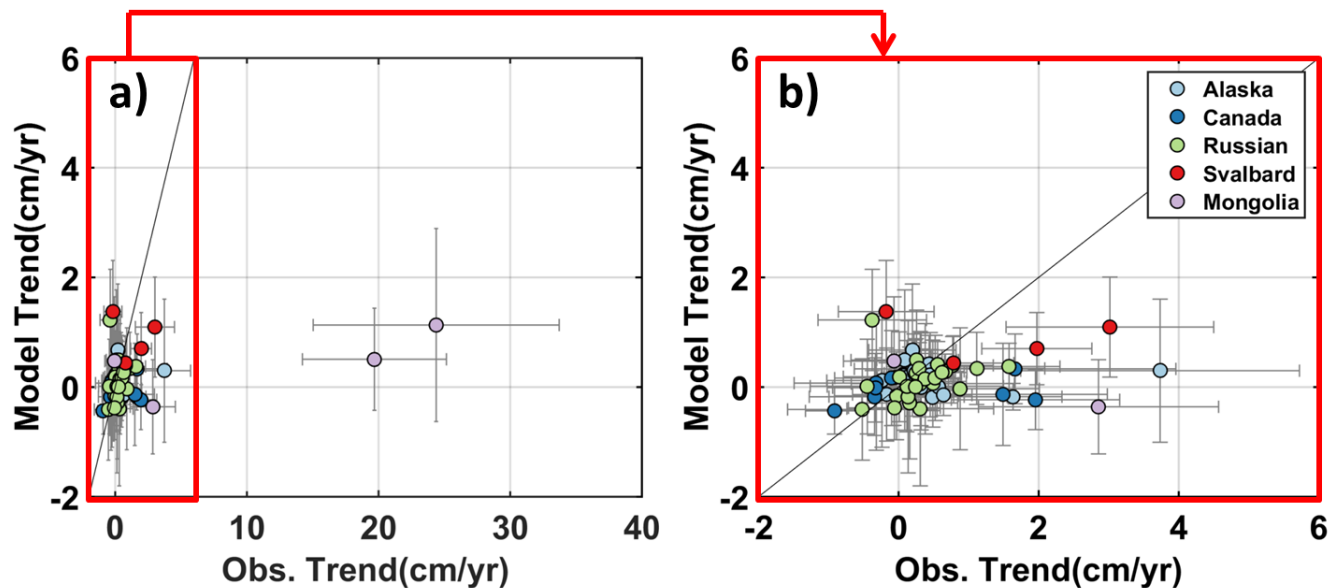 a)
6
4
2
0
-2
Model Trend(cm/yr)
0
10
20
30
40
Obs. Trend(cm/yr)
b)
6
4
2
0
-2
Model Trend(cm/yr)
-2
0
2
4
6
Obs. Trend(cm/yr)
Alaska
Canada
Russian
Svalbard
Mongolia